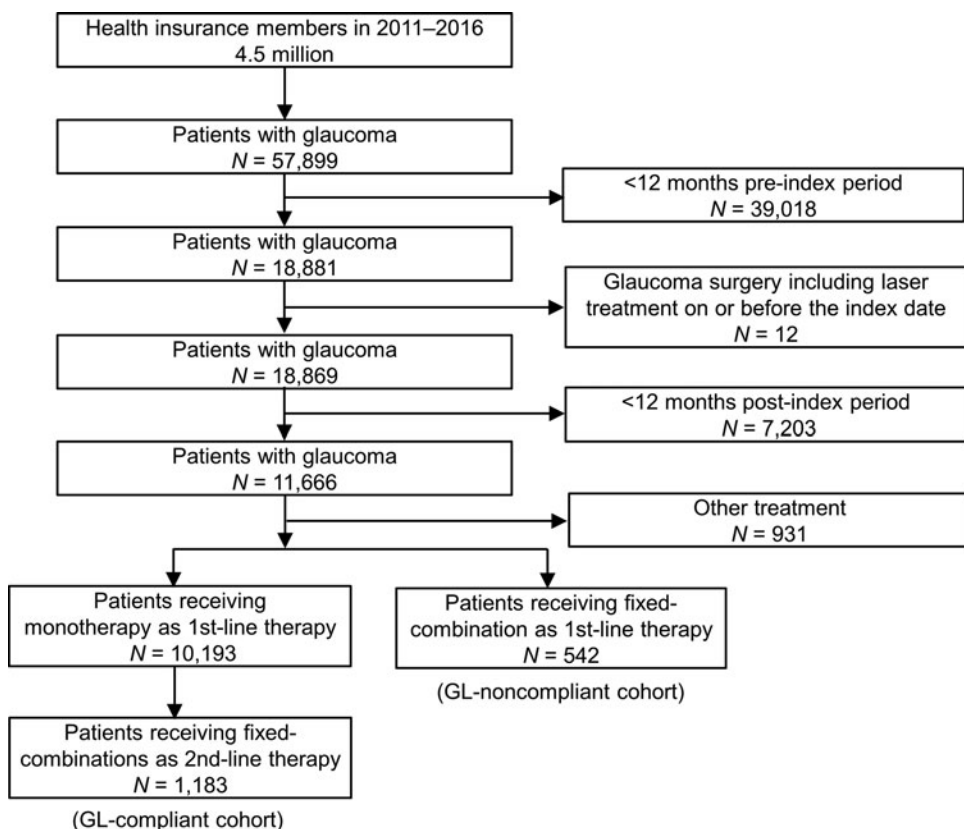 Health insurance members in 2011–2016
4.5 million
Patients with glaucoma
N = 57,899
<12 months pre-index period
N = 39,018
Patients with glaucoma
N = 18,881
Glaucoma surgery including laser
treatment on or before the index date
N = 12
Patients with glaucoma
N = 18,869
<12 months post-index period
N = 7,203
Patients with glaucoma
N = 11,666
Other treatment
N = 931
Patients receiving
monotherapy as 1st-line therapy
N = 10,193
Patients receiving fixed-
combination as 1st-line therapy
N = 542
(GL-noncompliant cohort)
Patients receiving fixed-
combinations as 2nd-line therapy
N = 1,183
(GL-compliant cohort)